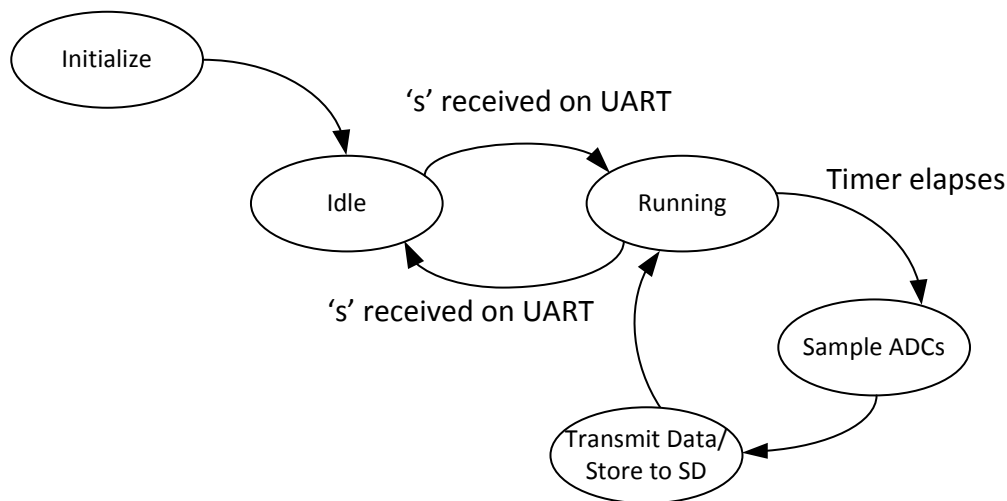 Initialize
‘s’ received on UART
Timer elapses
Idle
Running
‘s’ received on UART
Sample ADCs
Transmit Data/
Store to SD